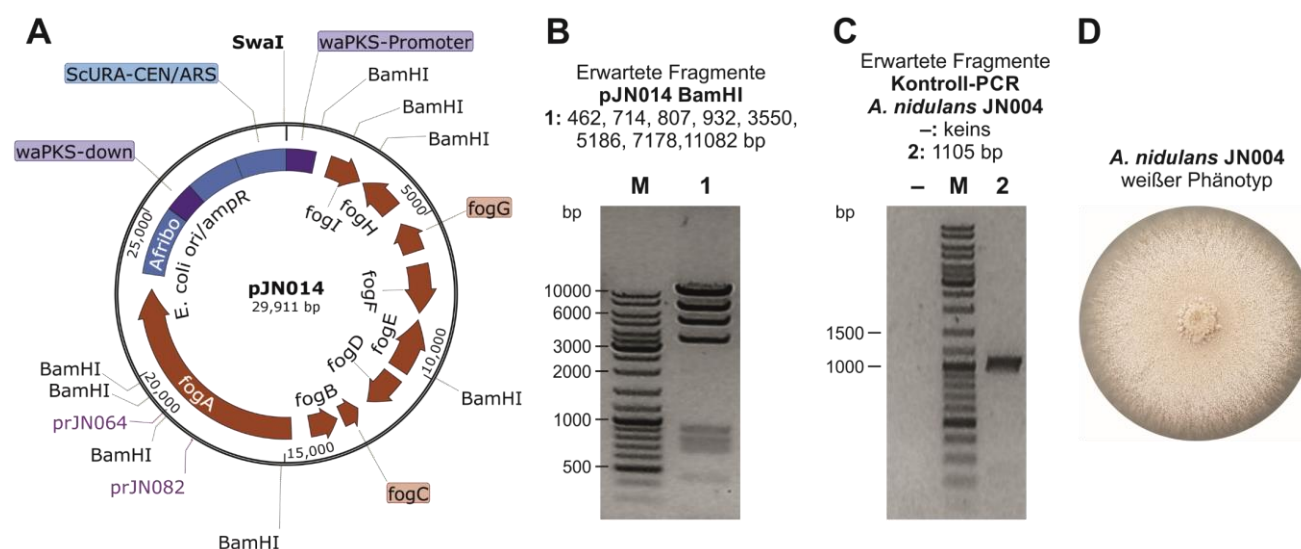 A
SwaI
waPKS-Promoter
ScURA-CEN/ARS
BamHI
BamHI
BamHI
waPKS-down
5000
fogI
fogH
fogG
25,000
Afribo
E. coli ori/ampR
pJN014
29,911 bp
fogF
fogE
fogD
10,000
BamHI
fogB
fogA
BamHI
BamHI
20,000
prJN064
BamHI
prJN082
15,000
fogC
BamHI
B
Erwartete Fragmente
pJN014 BamHI
1: 462, 714, 807, 932, 3550,
5186, 7178,11082 bp
M 1
bp
10000
6000
3000
2000
1000
500
C
Erwartete Fragmente
Kontroll-PCR
A. nidulans JN004
–: keins
2: 1105 bp
– M 2
bp
1500
1000
D
A. nidulans JN004
weißer Phänotyp